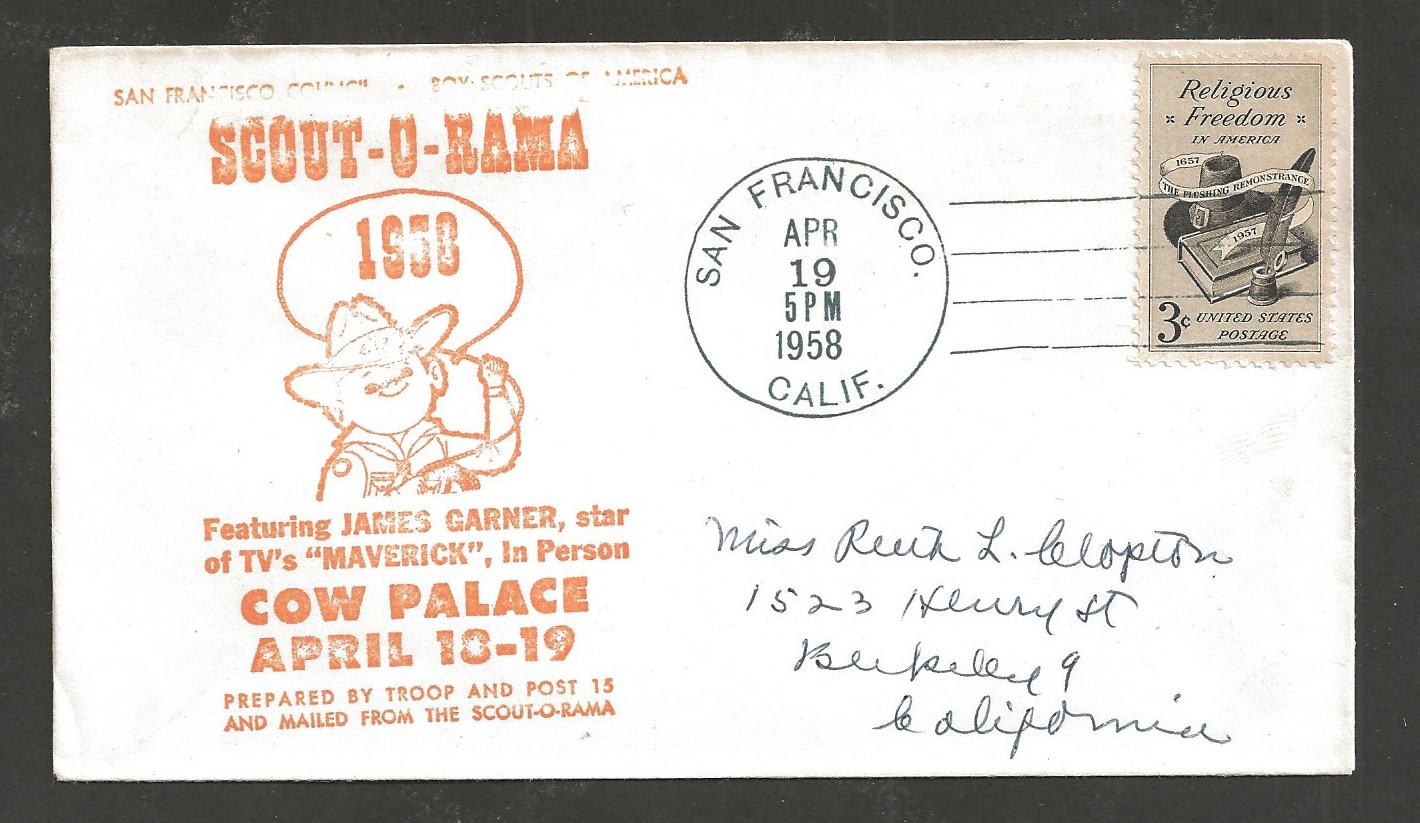 SAN FRANCISCO COUNCIL • BOY SCOUTS OF AMERICA
SCOUT-O-RAMA
1958
Featuring JAMES GARNER, star
of TV's "MAVERICK", In Person
COW PALACE
APRIL 18-19
PREPARED BY TROOP AND POST 15
AND MAILED FROM THE SCOUT-O-RAMA
SAN FRANCISCO.
APR
19
5 PM
1958
CALIF.
Religious
Freedom
IN AMERICA
1657
THE FLUSHING REMONSTRANCE
1957
3¢ UNITED STATES
POSTAGE
Miss Ruth L. Clopton
1523 Henry St
Berkeley 9
California